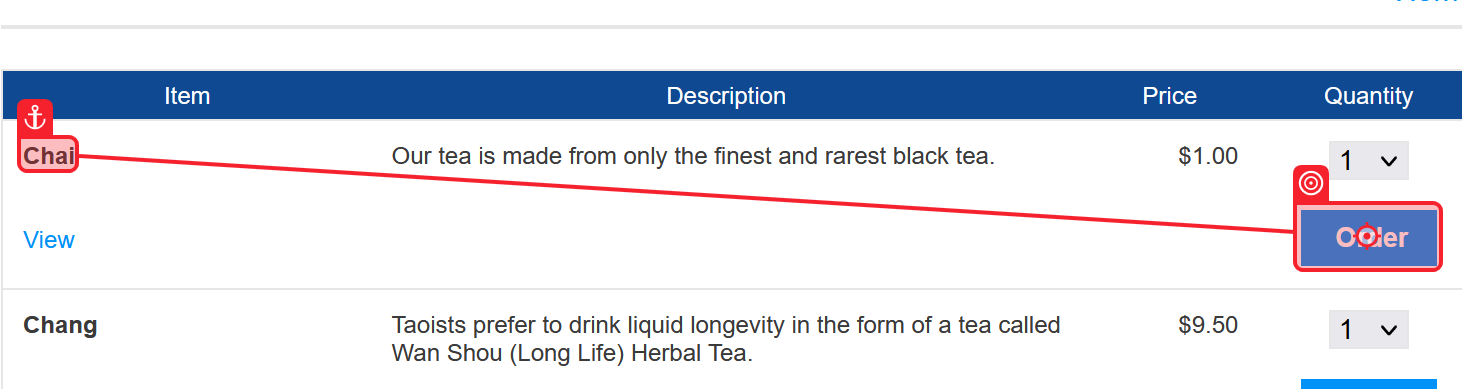 Item Description Price Quantity
Chai Our tea is made from only the finest and rarest black tea. $1.00 1
View Order
Chang Taoists prefer to drink liquid longevity in the form of a tea called $9.50 1
Wan Shou (Long Life) Herbal Tea.